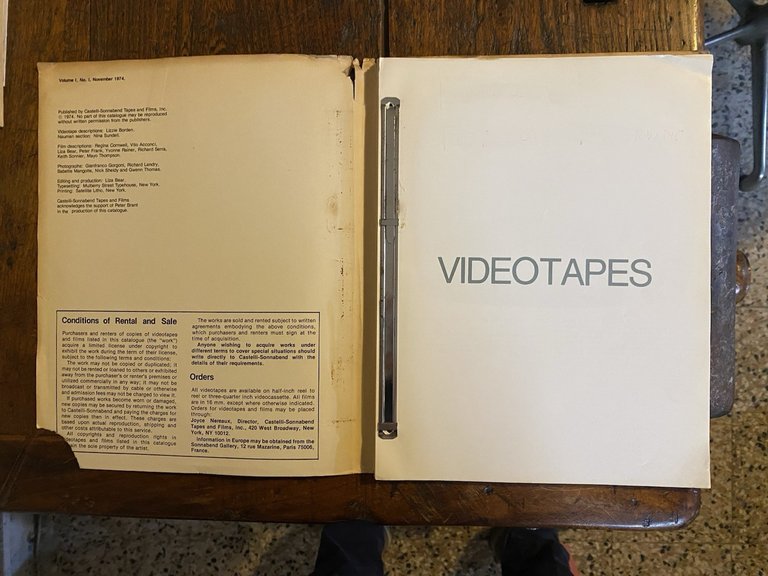 Volume I, No. I, November 1974.
Published by Castelli-Sonnabend Tapes and Films, Inc.
© 1974. No part of this catalogue may be reproduced
without written permission from the publishers.
Videotape descriptions: Lizzie Borden.
Nauman section: Nina Sundell.
Film descriptions: Regina Cornwell, Vito Acconci,
Liza Bear, Peter Frank, Yvonne Rainer, Richard Serra,
Keith Sonnier, Mayo Thompson.
Photographs: Gianfranco Gorgoni, Richard Landry,
Babette Mangolte, Nick Sheidy and Gwenn Thomas.
Editing and production: Liza Bear.
Typesetting: Mulberry Street Typehouse, New York.
Printing: Satellite Litho, New York.
Castelli-Sonnabend Tapes and Films
acknowledges the support of Peter Brant
in the production of this catalogue.
Conditions of Rental and Sale
Purchasers and renters of copies of videotapes
and films listed in this catalogue (the "work")
acquire a limited license under copyright to
exhibit the work during the term of their license,
subject to the following terms and conditions:
The work may not be copied or duplicated; it
may not be rented or loaned to others or exhibited
away from the purchaser's or renter's premises or
utilized commercially in any way; it may not be
broadcast or transmitted by cable or otherwise
and admission fees may not be charged to view it.
If purchased works become worn or damaged,
new copies may be secured by returning the work
to Castelli-Sonnabend and paying the charges for
new copies then in effect. These charges are
based upon actual reproduction, shipping and
other costs attributable to this service.
All copyrights and reproduction rights in
videotapes and films listed in this catalogue
in the sole property of the artist.
The works are sold and rented subject to written
agreements embodying the above conditions,
which purchasers and renters must sign at the
time of acquisition.
Anyone wishing to acquire works under
different terms to cover special situations should
write directly to Castelli-Sonnabend with the
details of their requirements.
Orders
All videotapes are available on half-inch reel to
reel or three-quarter inch videocassette. All films
are in 16 mm. except where otherwise indicated.
Orders for videotapes and films may be placed
through:
Joyce Nereaux, Director, Castelli-Sonnabend
Tapes and Films, Inc., 420 West Broadway, New
York, NY 10012.
Information in Europe may be obtained from the
Sonnabend Gallery, 12 rue Mazarine, Paris 75006,
France.
VIDEOTAPES